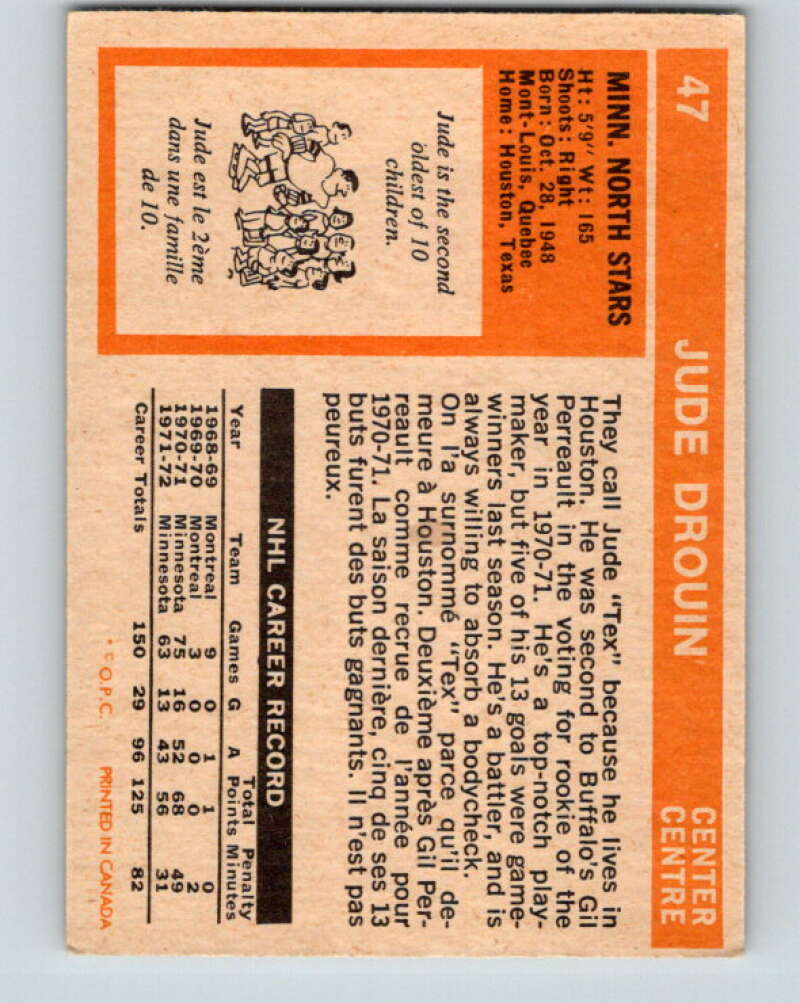 47 JUDE DROUIN CENTER
CENTRE
MINN. NORTH STARS
Ht: 5'9" Wt: 165
Shoots: Right
Born: Oct. 28, 1948
Mont-Louis, Quebec
Home: Houston, Texas
Jude is the second
oldest of 10
children.
Jude est le 2ème
dans une famille
de 10.
They call Jude "Tex" because he lives in
Houston. He was second to Buffalo's Gil
Perreault in the voting for rookie of the
year in 1970-71. He's a top-notch play-
maker, but five of his 13 goals were game-
winners last season. He's a battler, and is
always willing to absorb a bodycheck.
On l'a surnommé "Tex" parce qu'il de-
meure à Houston. Deuxième après Gil Per-
reault comme recrue de l'année pour
1970-71. La saison dernière, cinq de ses 13
buts furent des buts gagnants. Il n'est pas
peureux.
NHL CAREER RECORD
Total Penalty
Year Team Games G A Points Minutes
1968-69 Montreal 9 0 1 1 0
1969-70 Montreal 3 0 0 0 2
1970-71 Minnesota 75 16 52 68 49
1971-72 Minnesota 63 13 43 56 31
Career Totals 150 29 96 125 82
* © O.P.C. PRINTED IN CANADA